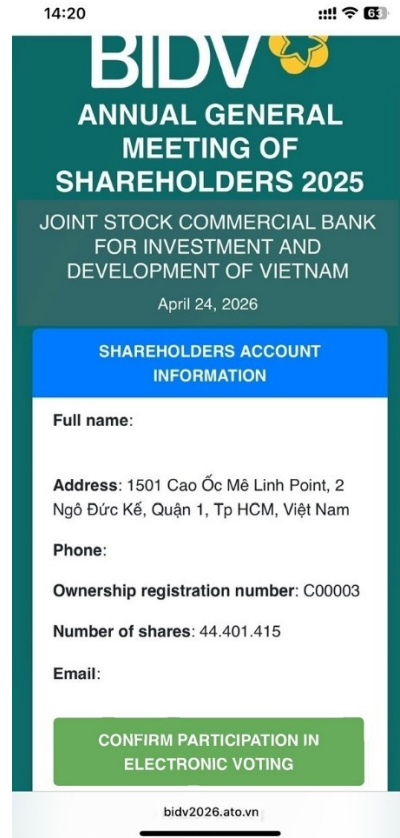 14:20
63
BIDV
ANNUAL GENERAL
MEETING OF
SHAREHOLDERS 2025
JOINT STOCK COMMERCIAL BANK
FOR INVESTMENT AND
DEVELOPMENT OF VIETNAM
April 24, 2026
SHAREHOLDERS ACCOUNT
INFORMATION
Full name:
Address: 1501 Cao Ốc Mê Linh Point, 2
Ngô Đức Kế, Quận 1, Tp HCM, Việt Nam
Phone:
Ownership registration number: C00003
Number of shares: 44.401.415
Email:
CONFIRM PARTICIPATION IN
ELECTRONIC VOTING
bidv2026.ato.vn